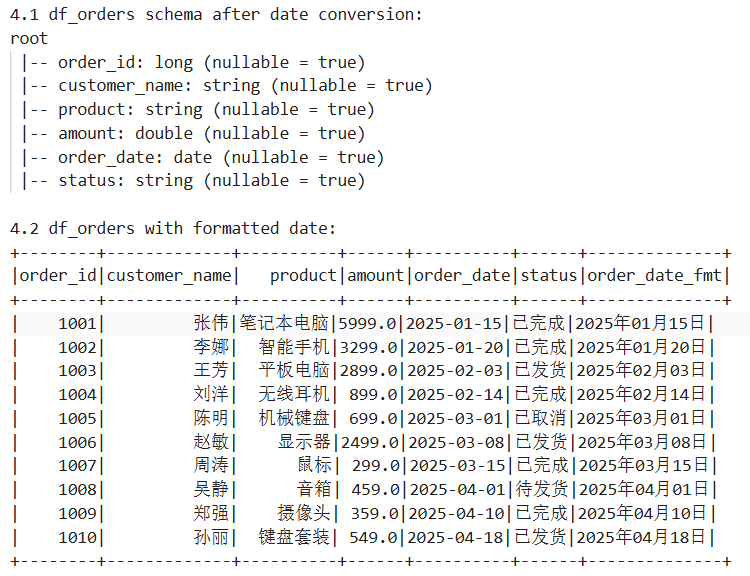 4.1 df_orders schema after date conversion:
root
 |-- order_id: long (nullable = true)
 |-- customer_name: string (nullable = true)
 |-- product: string (nullable = true)
 |-- amount: double (nullable = true)
 |-- order_date: date (nullable = true)
 |-- status: string (nullable = true)

4.2 df_orders with formatted date:
+--------+-------------+----------+------+----------+------+--------------+
|order_id|customer_name|   product|amount|order_date|status|order_date_fmt|
+--------+-------------+----------+------+----------+------+--------------+
|    1001|         张伟|笔记本电脑|5999.0|2025-01-15|已完成|2025年01月15日|
|    1002|         李娜|  智能手机|3299.0|2025-01-20|已完成|2025年01月20日|
|    1003|         王芳|  平板电脑|2899.0|2025-02-03|已发货|2025年02月03日|
|    1004|         刘洋|  无线耳机| 899.0|2025-02-14|已完成|2025年02月14日|
|    1005|         陈明|  机械键盘| 699.0|2025-03-01|已取消|2025年03月01日|
|    1006|         赵敏|    显示器|2499.0|2025-03-08|已发货|2025年03月08日|
|    1007|         周涛|      鼠标| 299.0|2025-03-15|已完成|2025年03月15日|
|    1008|         吴静|      音箱| 459.0|2025-04-01|待发货|2025年04月01日|
|    1009|         郑强|    摄像头| 359.0|2025-04-10|已完成|2025年04月10日|
|    1010|         孙丽|  键盘套装| 549.0|2025-04-18|已发货|2025年04月18日|
+--------+-------------+----------+------+----------+------+--------------+